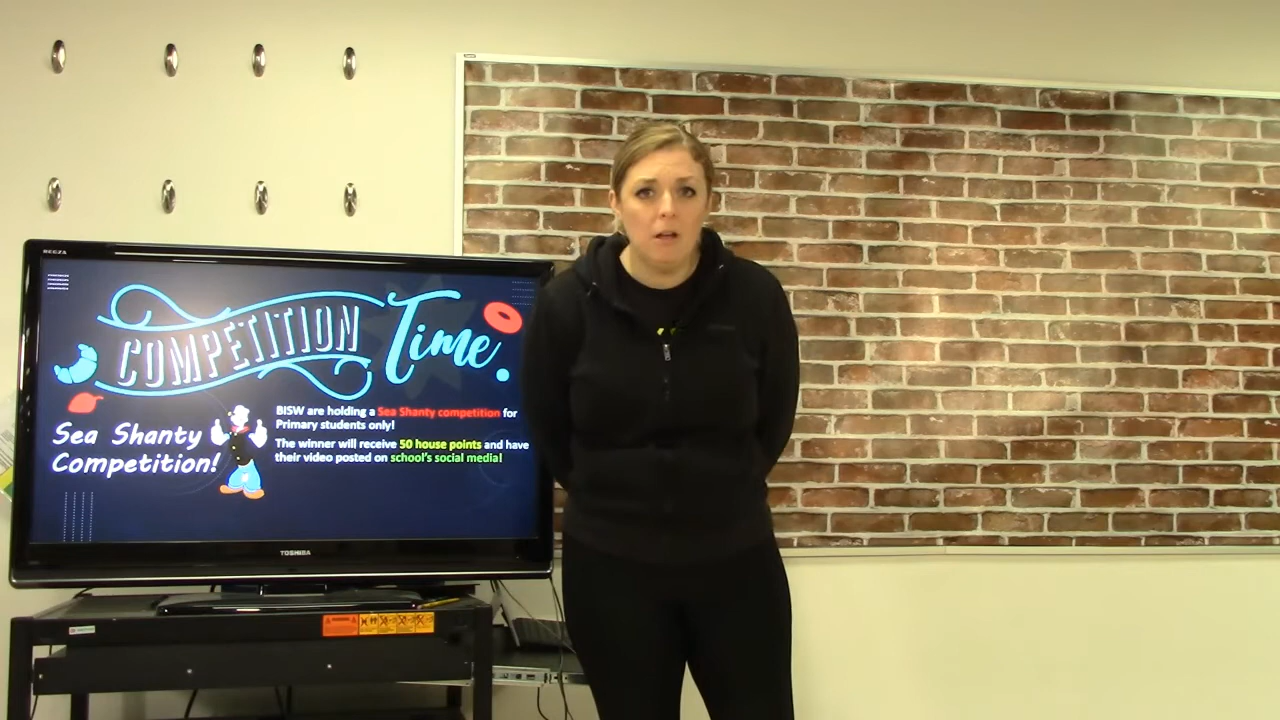 REGZA
COMPETITION Time
BISW are holding a Sea Shanty competition for
Primary students only!
Sea Shanty
Competition!
The winner will receive 50 house points and have
their video posted on school's social media!
TOSHIBA